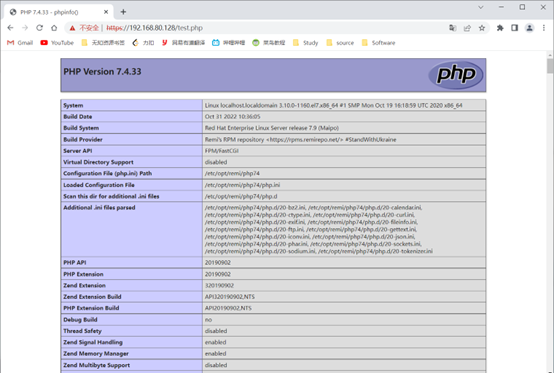 PHP 7.4.33 - phpinfo()
不安全 | https://192.168.80.128/test.php
Gmail YouTube 无知资源书签 力扣 网易有道翻译 哔哩哔哩 菜鸟教程 Study source Software
PHP Version 7.4.33
php
System Linux localhost.localdomain 3.10.0-1160.el7.x86_64 #1 SMP Mon Oct 19 16:18:59 UTC 2020 x86_64
Build Date Oct 31 2022 10:36:05
Build System Red Hat Enterprise Linux Server release 7.9 (Maipo)
Build Provider Remi's RPM repository <https://rpms.remirepo.net/> #StandWithUkraine
Server API FPM/FastCGI
Virtual Directory Support disabled
Configuration File (php.ini) Path /etc/opt/remi/php74
Loaded Configuration File /etc/opt/remi/php74/php.ini
Scan this dir for additional .ini files /etc/opt/remi/php74/php.d
Additional .ini files parsed /etc/opt/remi/php74/php.d/20-bz2.ini, /etc/opt/remi/php74/php.d/20-calendar.ini,
/etc/opt/remi/php74/php.d/20-ctype.ini, /etc/opt/remi/php74/php.d/20-curl.ini,
/etc/opt/remi/php74/php.d/20-exif.ini, /etc/opt/remi/php74/php.d/20-fileinfo.ini,
/etc/opt/remi/php74/php.d/20-ftp.ini, /etc/opt/remi/php74/php.d/20-gettext.ini,
/etc/opt/remi/php74/php.d/20-iconv.ini, /etc/opt/remi/php74/php.d/20-json.ini,
/etc/opt/remi/php74/php.d/20-phar.ini, /etc/opt/remi/php74/php.d/20-sockets.ini,
/etc/opt/remi/php74/php.d/20-sodium.ini, /etc/opt/remi/php74/php.d/20-tokenizer.ini
PHP API 20190902
PHP Extension 20190902
Zend Extension 320190902
Zend Extension Build API320190902,NTS
PHP Extension Build API20190902,NTS
Debug Build no
Thread Safety disabled
Zend Signal Handling enabled
Zend Memory Manager enabled
Zend Multibyte Support disabled